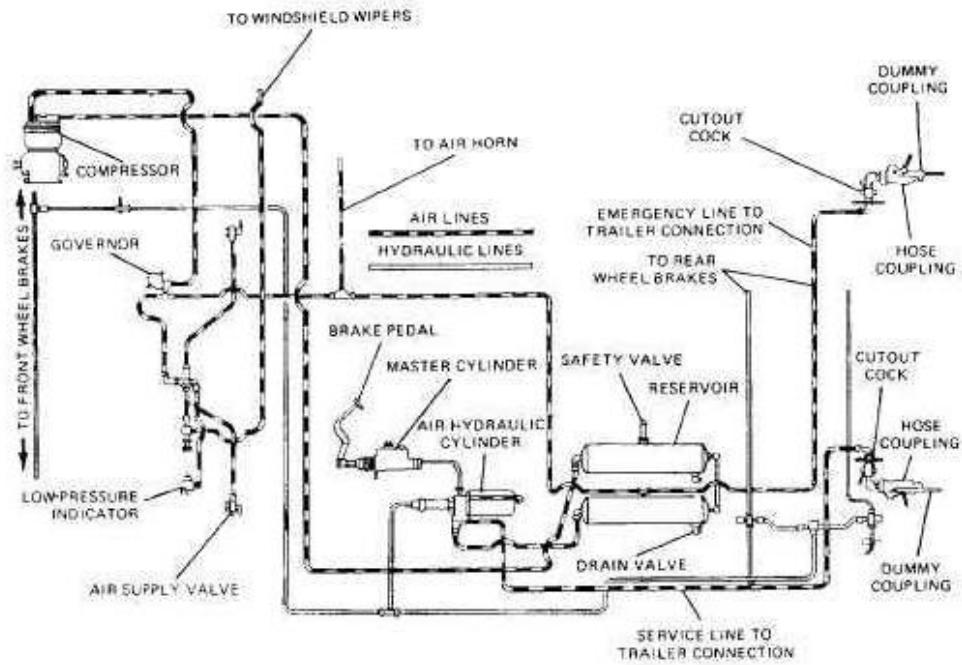 TO WINDSHIELD WIPERS
DUMMY
COUPLING
CUTOUT
COCK
COMPRESSOR
TO AIR HORN
AIR LINES
HYDRAULIC LINES
EMERGENCY LINE TO
TRAILER CONNECTION
HOSE
COUPLING
GOVERNOR
TO REAR
WHEEL BRAKES
TO FRONT WHEEL BRAKES
BRAKE PEDAL
MASTER CYLINDER
SAFETY VALVE
RESERVOIR
CUTOUT
COCK
AIR HYDRAULIC
CYLINDER
HOSE
COUPLING
LOW-PRESSURE
INDICATOR
AIR SUPPLY VALVE
DRAIN VALVE
DUMMY
COUPLING
SERVICE LINE TO
TRAILER CONNECTION